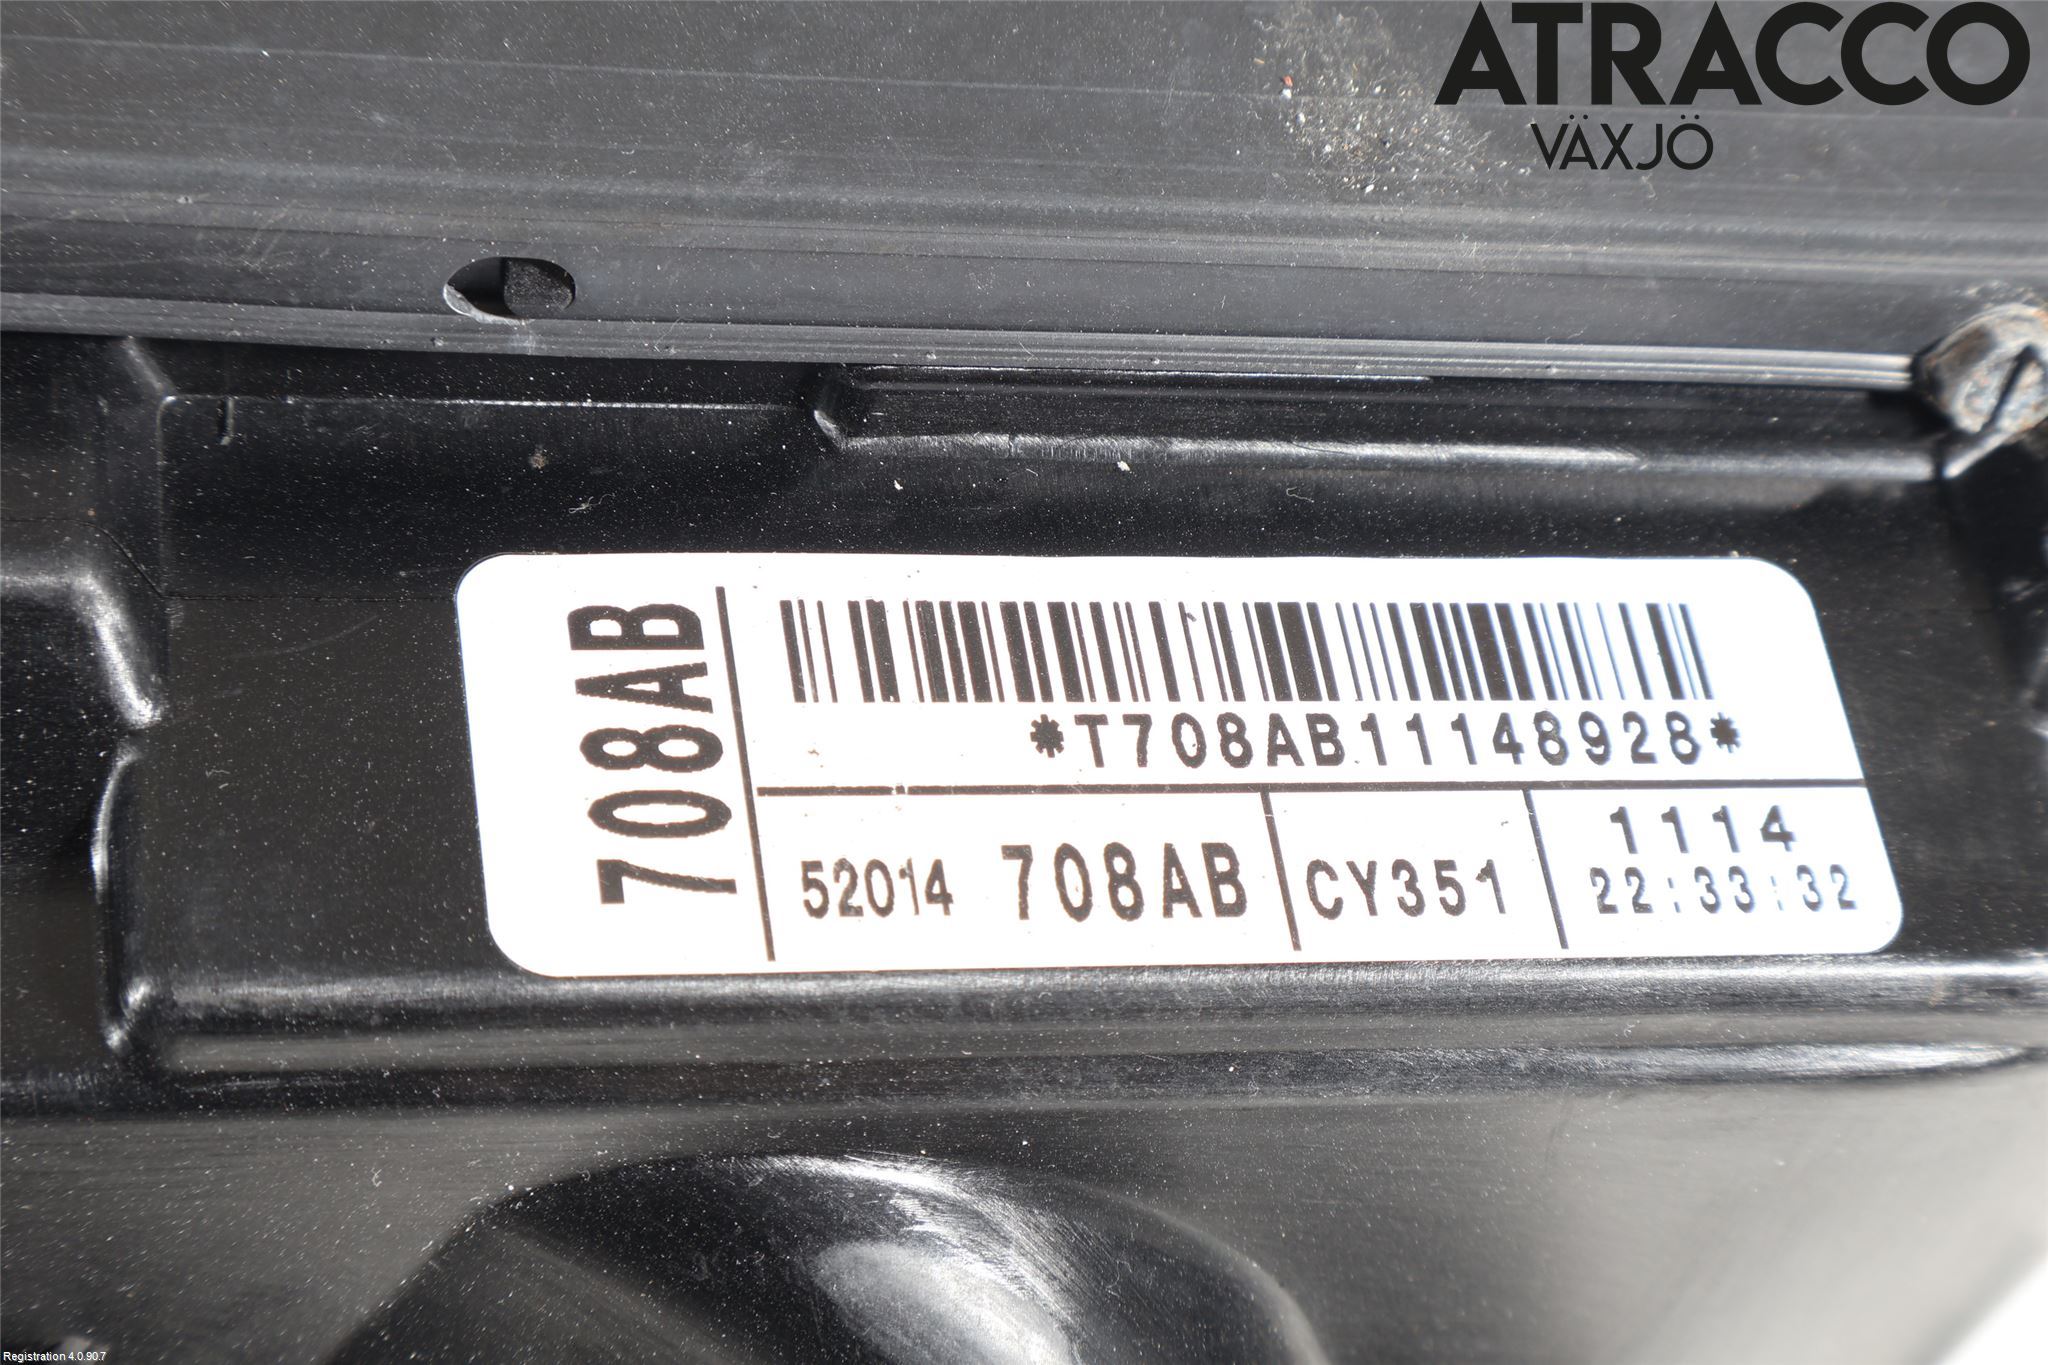 ATRACCO
VÄXJÖ
708AB
*T708AB11148928*
52014 708AB
CY351
1114
22:33:32
Registration 4.0.90.7